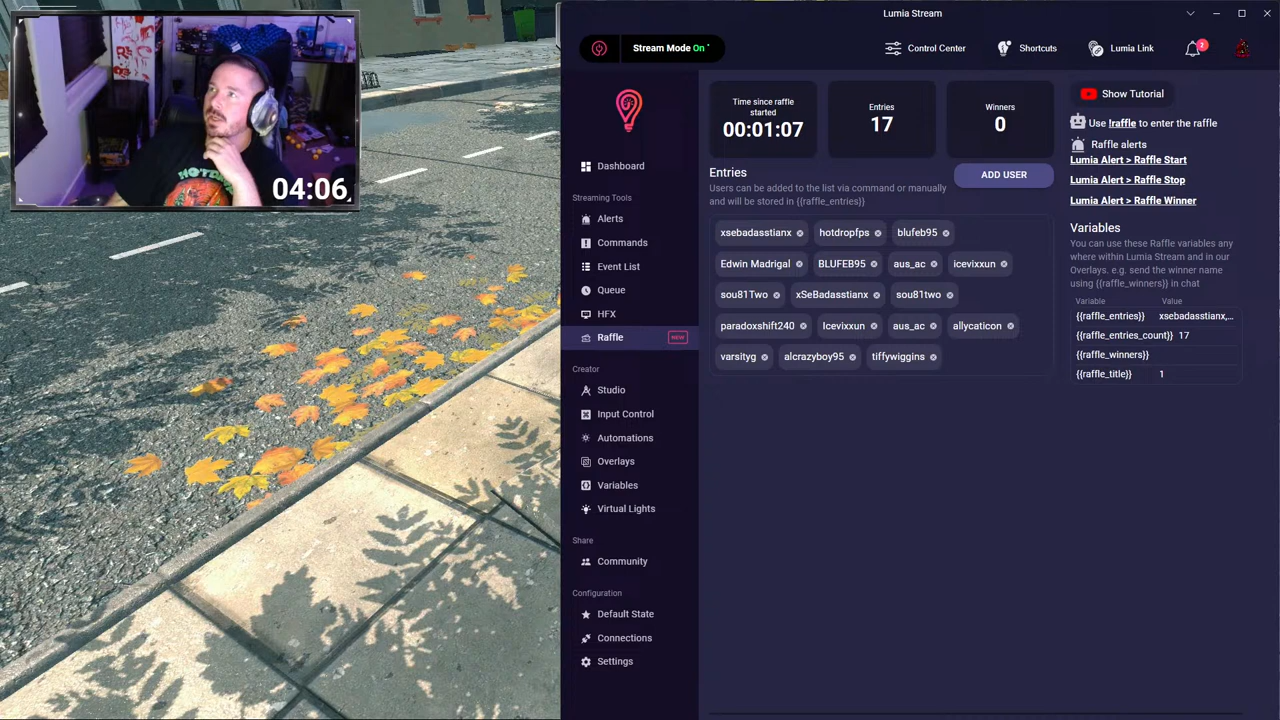 Lumia Stream
Stream Mode On
Control Center
Shortcuts
Lumia Link
04:06
Dashboard
Streaming Tools
Alerts
Commands
Event List
Queue
HFX
Raffle NEW
Creator
Studio
Input Control
Automations
Overlays
Variables
Virtual Lights
Share
Community
Configuration
Default State
Connections
Settings
Time since raffle
started
00:01:07
Entries
17
Winners
0
Entries
Users can be added to the list via command or manually
and will be stored in {{raffle_entries}}
ADD USER
xsebadasstianx hotdropfps blufeb95
Edwin Madrigal BLUFEB95 aus_ac icevixxun
sou81Two xSeBadasstianx sou81two
paradoxshift240 Icevixxun aus_ac allycaticon
varsityg alcrazyboy95 tiffywiggins
Show Tutorial
Use !raffle to enter the raffle
Raffle alerts
Lumia Alert > Raffle Start
Lumia Alert > Raffle Stop
Lumia Alert > Raffle Winner
Variables
You can use these Raffle variables any
where within Lumia Stream and in our
Overlays. e.g. send the winner name
using {{raffle_winners}} in chat
Variable Value
{{raffle_entries}} xsebadasstianx,...
{{raffle_entries_count}} 17
{{raffle_winners}}
{{raffle_title}} 1